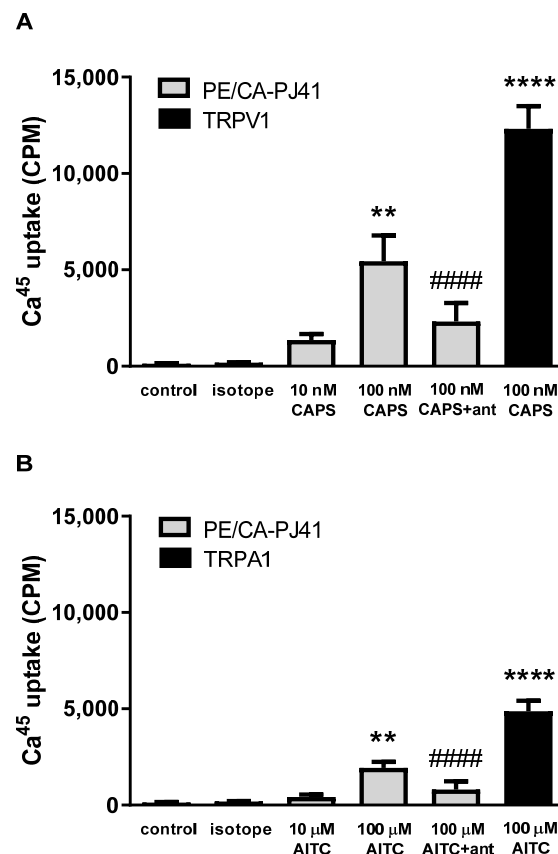 A
15,000
10,000
5,000
0
Ca45 uptake (CPM)
PE/CA-PJ41
TRPV1
**
####
****
control isotope 10 nM 100 nM 100 nM 100 nM
CAPS CAPS CAPS+ant CAPS
B
15,000
10,000
5,000
0
Ca45 uptake (CPM)
PE/CA-PJ41
TRPA1
**
####
****
control isotope 10 µM 100 µM 100 µM 100 µM
AITC AITC AITC+ant AITC